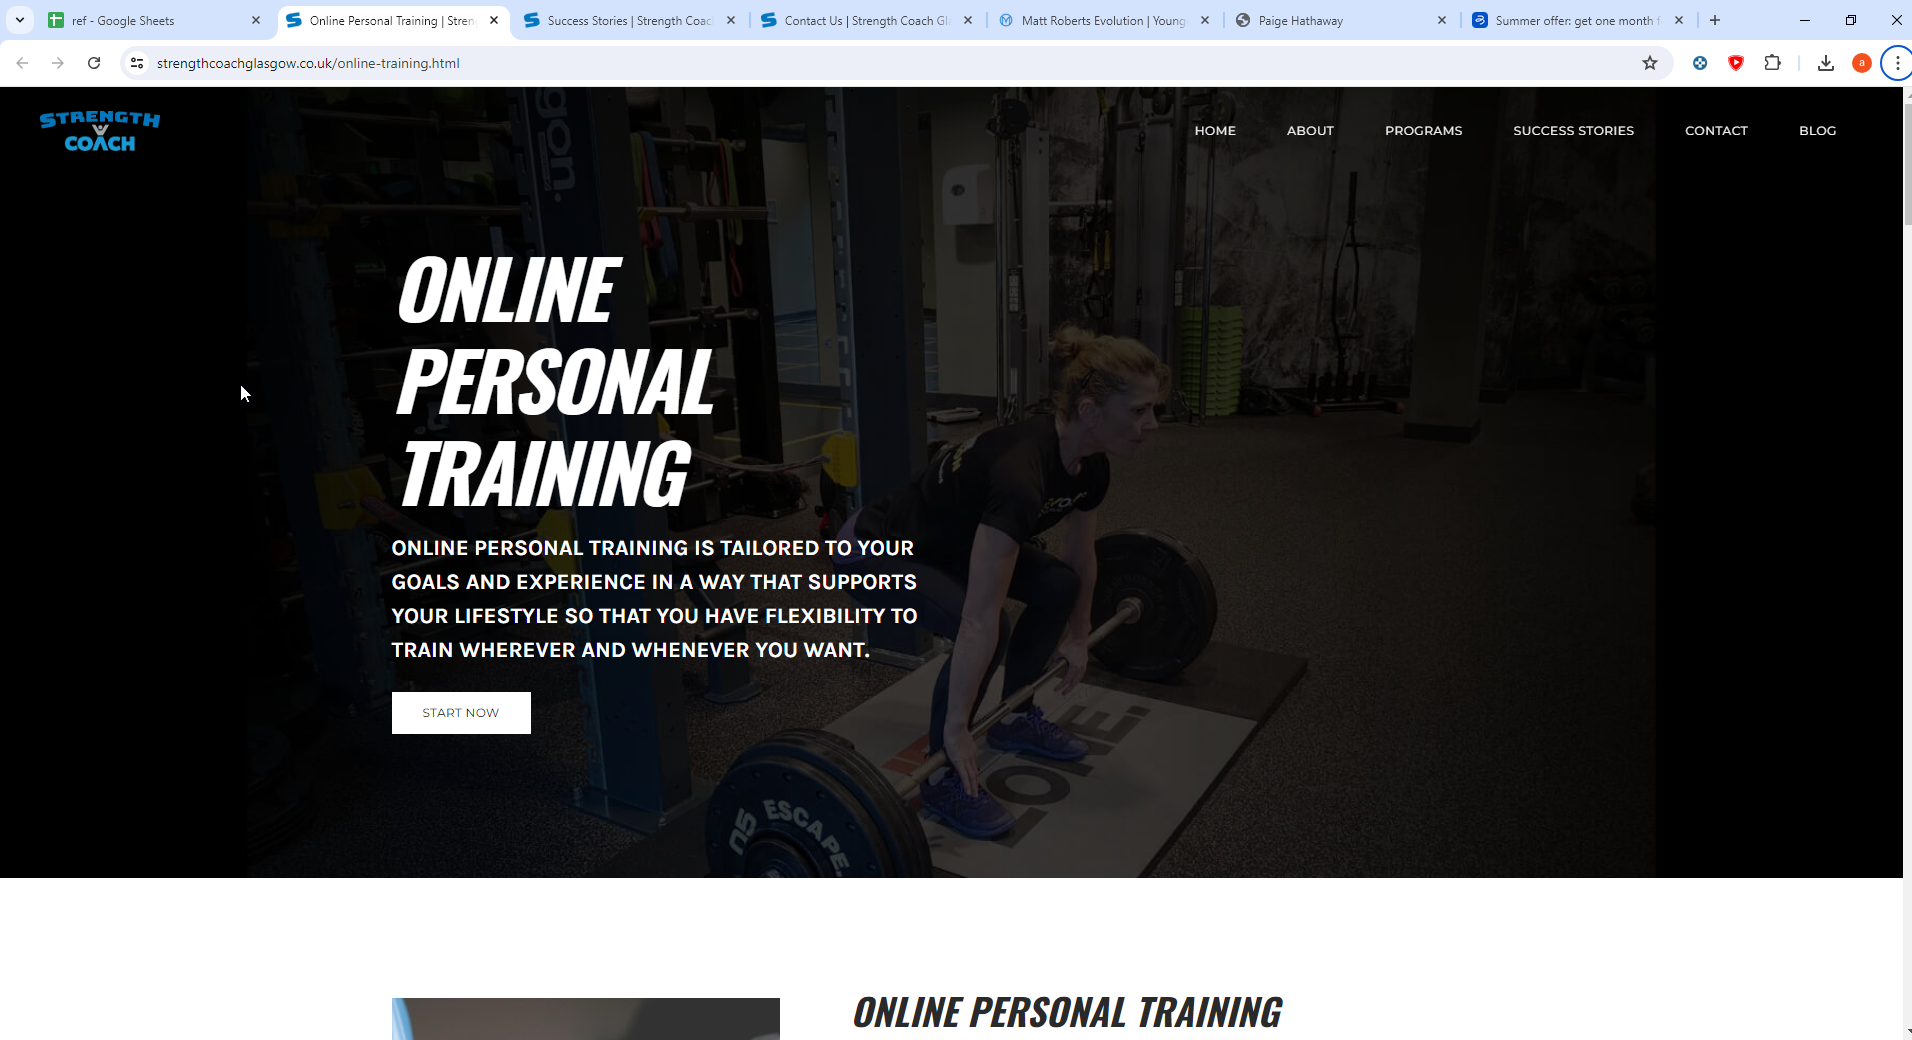 ref - Google Sheets
Online Personal Training | Stren
Success Stories | Strength Coac
Contact Us | Strength Coach Gl
Matt Roberts Evolution | Young
Paige Hathaway
Summer offer: get one month f
strengthcoachglasgow.co.uk/online-training.html
a
STRENGTH
COACH
HOME
ABOUT
PROGRAMS
SUCCESS STORIES
CONTACT
BLOG
gon.
ONLINE
PERSONAL
TRAINING
ONLINE PERSONAL TRAINING IS TAILORED TO YOUR
GOALS AND EXPERIENCE IN A WAY THAT SUPPORTS
YOUR LIFESTYLE SO THAT YOU HAVE FLEXIBILITY TO
TRAIN WHEREVER AND WHENEVER YOU WANT.
START NOW
ONE.
ESCAPE.
ONLINE PERSONAL TRAINING